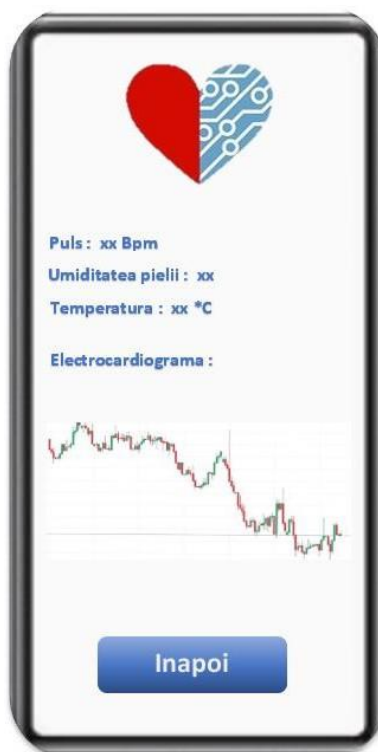 Puls : xx Bpm
Umiditatea pielii : xx
Temperatura : xx *C
Electrocardiograma :
Inapoi